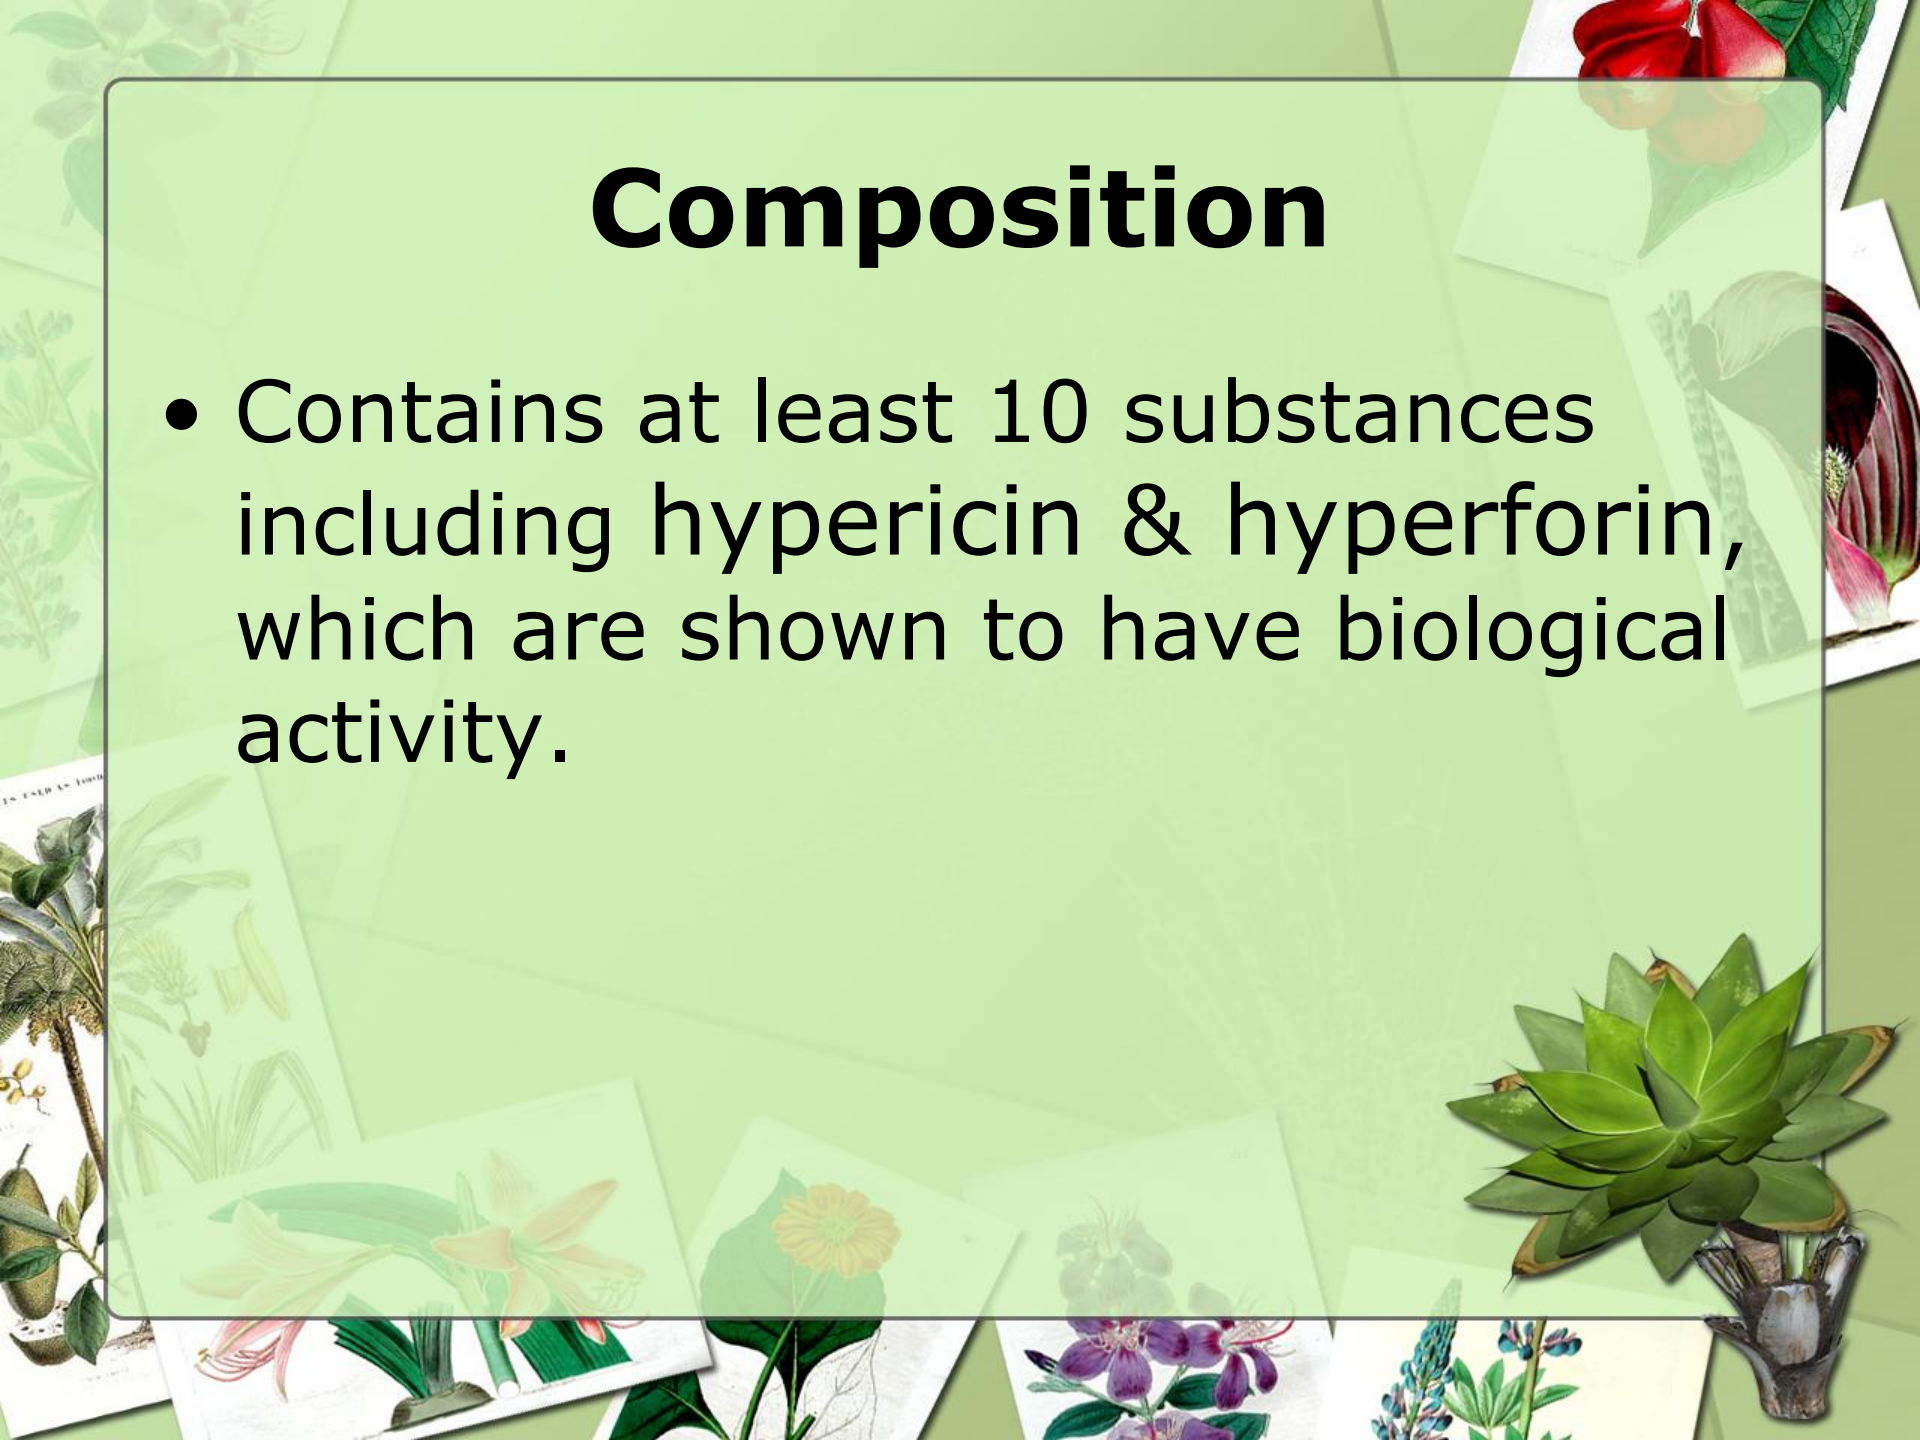 Composition
• Contains at least 10 substances
including hypericin & hyperforin,
which are shown to have biological
activity.